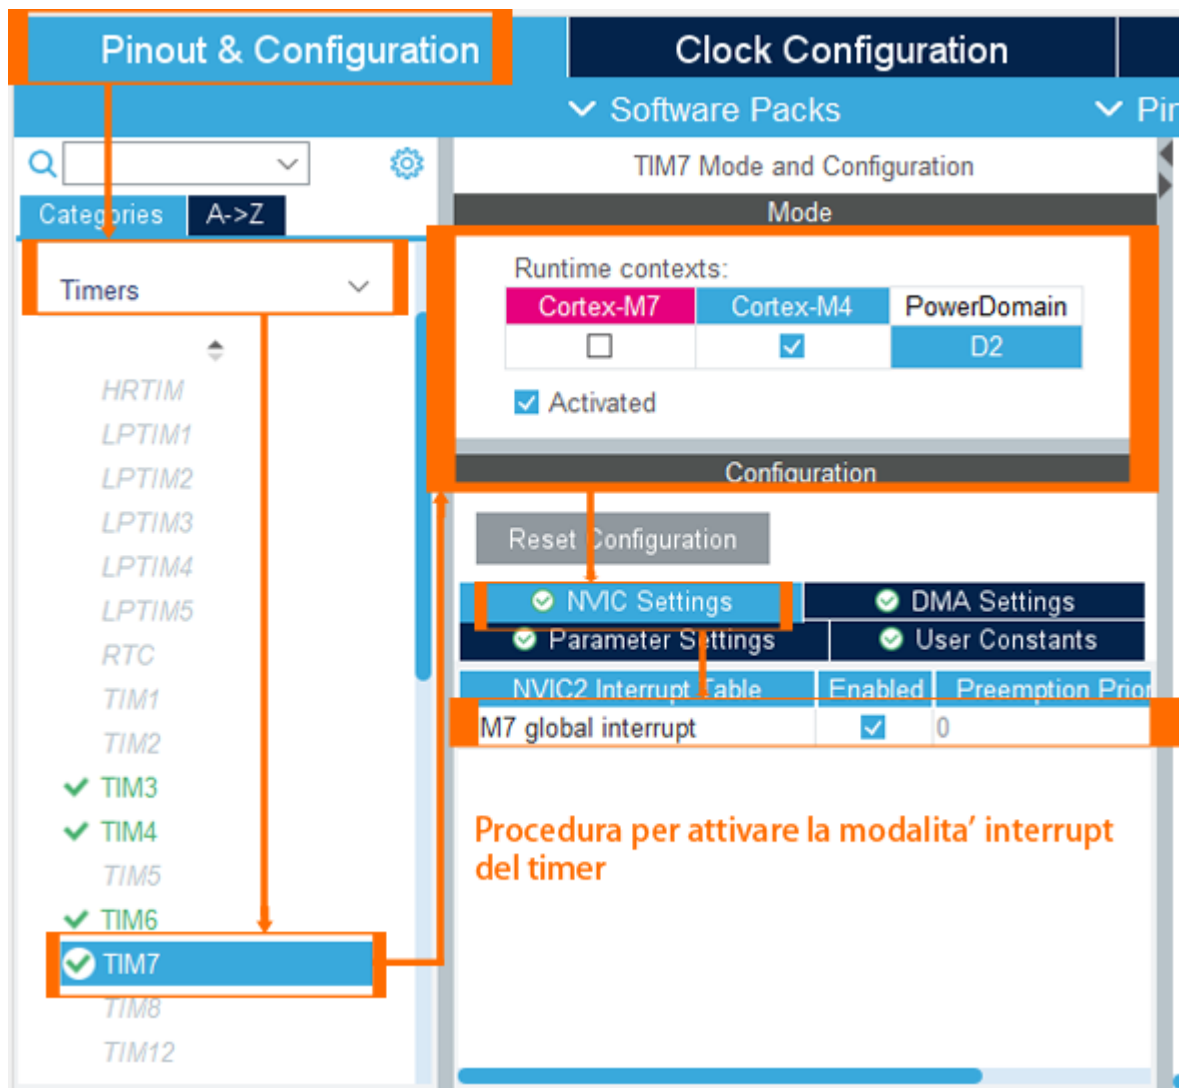 Pinout & Configuration
Clock Configuration
Software Packs
Pin
TIM7 Mode and Configuration
Categories
A->Z
Mode
Timers
Runtime contexts:
Cortex-M7
Cortex-M4
PowerDomain
D2
Activated
HRTIM
LPTIM1
LPTIM2
LPTIM3
LPTIM4
LPTIM5
RTC
TIM1
TIM2
TIM3
TIM4
TIM5
TIM6
TIM7
TIM8
TIM12
Configuration
Reset Configuration
NVIC Settings
DMA Settings
Parameter Settings
User Constants
NVIC2 Interrupt Table
Enabled
Preemption Prior
M7 global interrupt
0
Procedura per attivare la modalita’ interrupt
del timer